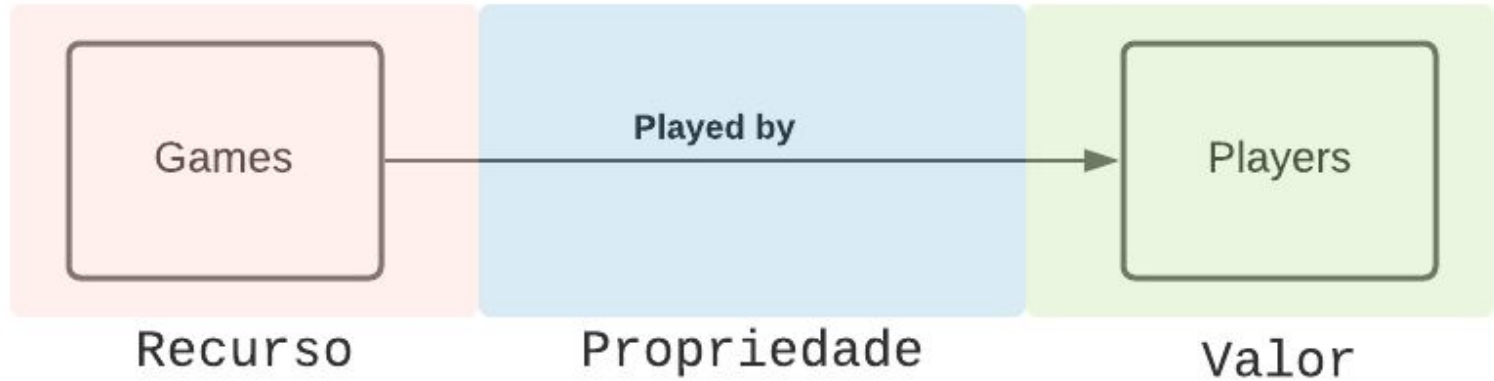 Played by
Games
Players
Recurso
Propriedade
Valor